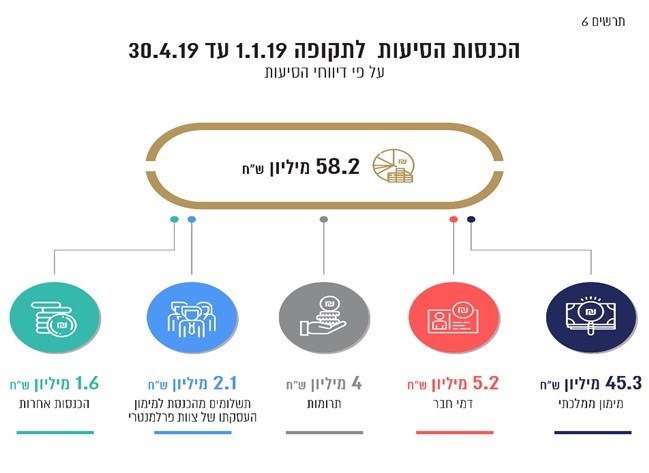 תרשים 6
הכנסות הסיעות לתקופה 1.1.19 עד 30.4.19
על פי דיווחי הסיעות
58.2 מיליון ש"ח
45.3 מיליון ש"ח
מימון ממלכתי
5.2 מיליון ש"ח
דמי חבר
4 מיליון ש"ח
תרומות
2.1 מיליון ש"ח
תשלומים מהכנסת למימון
העסקתו של צוות פרלמנטרי
1.6 מיליון ש"ח
הכנסות אחרות